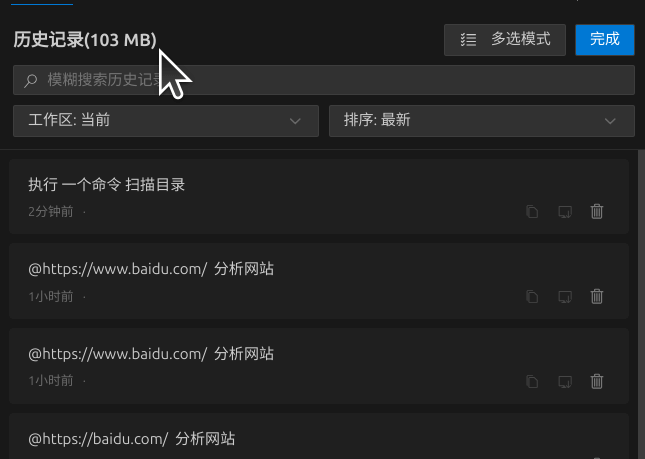 历史记录(103 MB)
多选模式
完成
模糊搜索历史记录
工作区: 当前
排序: 最新
执行 一个命令 扫描目录
2分钟前 ·
@https://www.baidu.com/ 分析网站
1小时前 ·
@https://www.baidu.com/ 分析网站
1小时前 ·
@https://baidu.com/ 分析网站